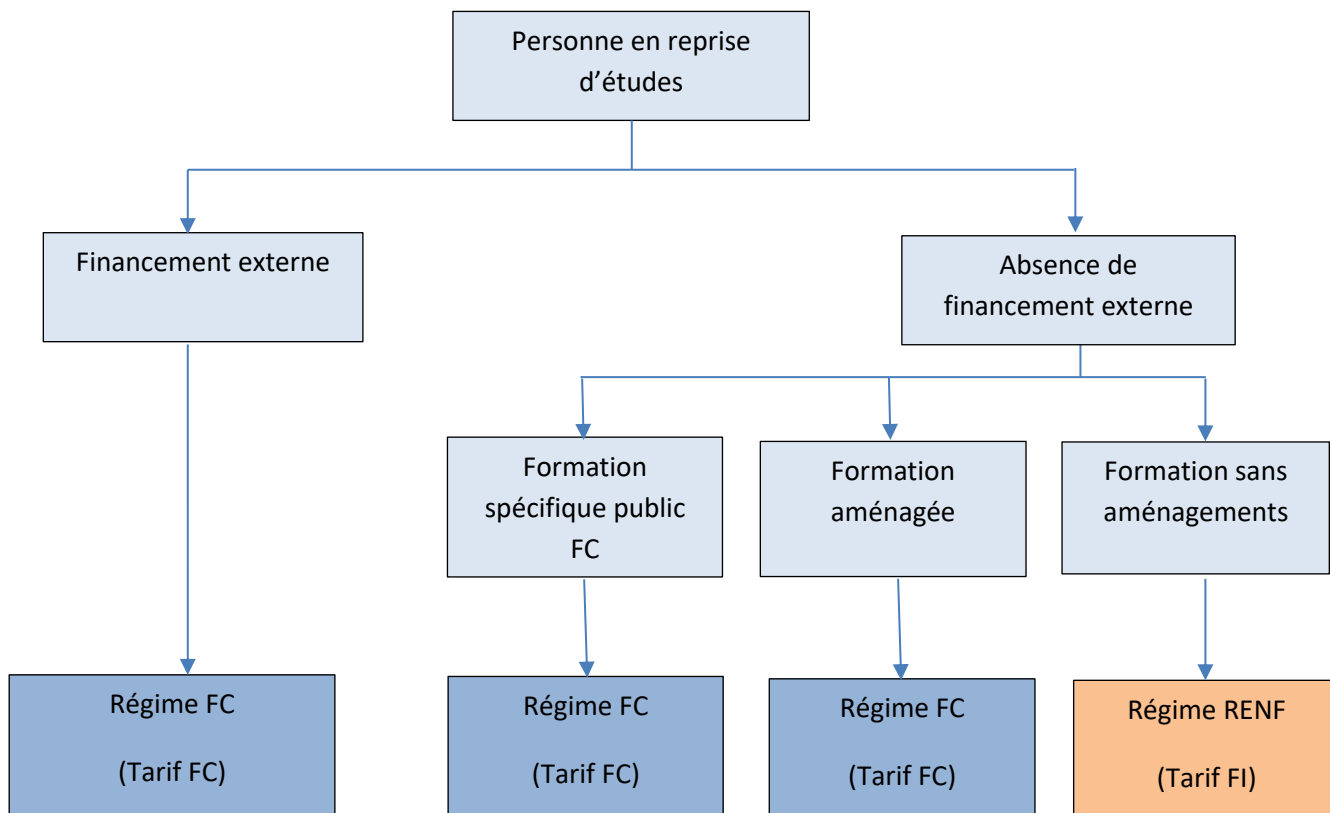 Personne en reprise
d’études
Financement externe
Absence de
financement externe
Formation
spécifique public
FC
Formation
aménagée
Formation sans
aménagements
Régime FC
(Tarif FC)
Régime FC
(Tarif FC)
Régime FC
(Tarif FC)
Régime RENF
(Tarif FI)